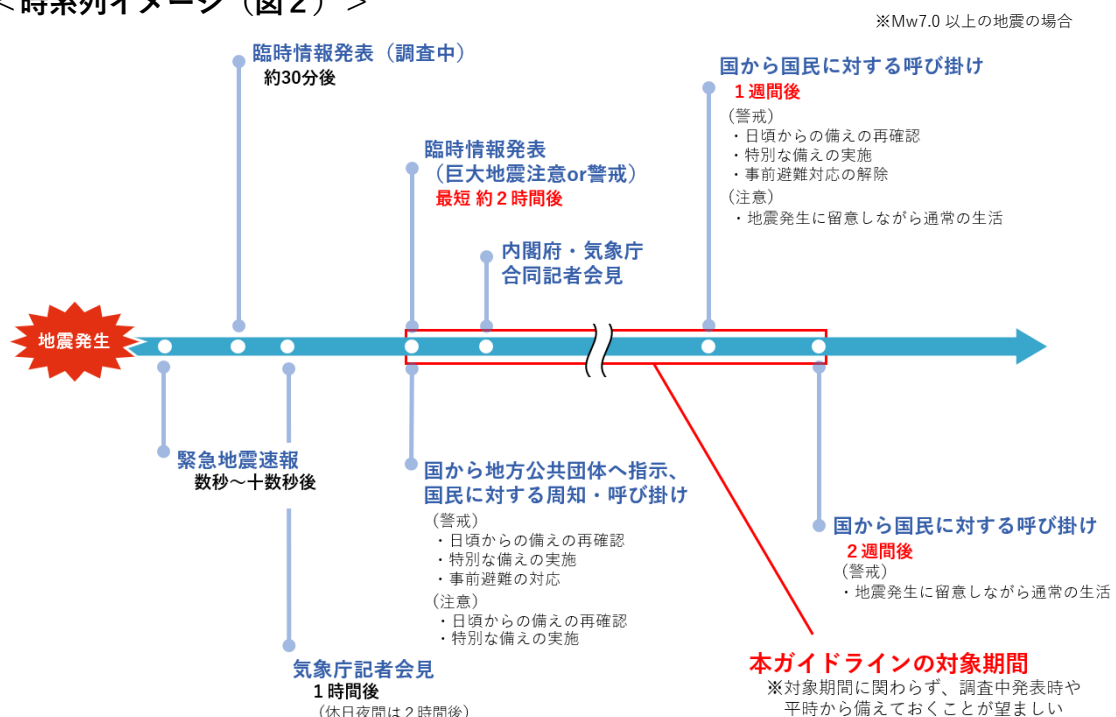 ＜時系列イメージ（図２）＞
※Mw7.0 以上の地震の場合
臨時情報発表（調査中）
約30分後
国から国民に対する呼び掛け
１週間後
（警戒）
・日頃からの備えの再確認
・特別な備えの実施
・事前避難対応の解除
（注意）
・地震発生に留意しながら通常の生活
臨時情報発表
（巨大地震注意or警戒）
最短 約２時間後
内閣府・気象庁
合同記者会見
地震発生
緊急地震速報
数秒～十数秒後
国から地方公共団体へ指示、
国民に対する周知・呼び掛け
（警戒）
・日頃からの備えの再確認
・特別な備えの実施
・事前避難の対応
（注意）
・日頃からの備えの再確認
・特別な備えの実施
国から国民に対する呼び掛け
２週間後
（警戒）
・地震発生に留意しながら通常の生活
気象庁記者会見
１時間後
（休日夜間は２時間後）
本ガイドラインの対象期間
※対象期間に関わらず、調査中発表時や
平時から備えておくことが望ましい